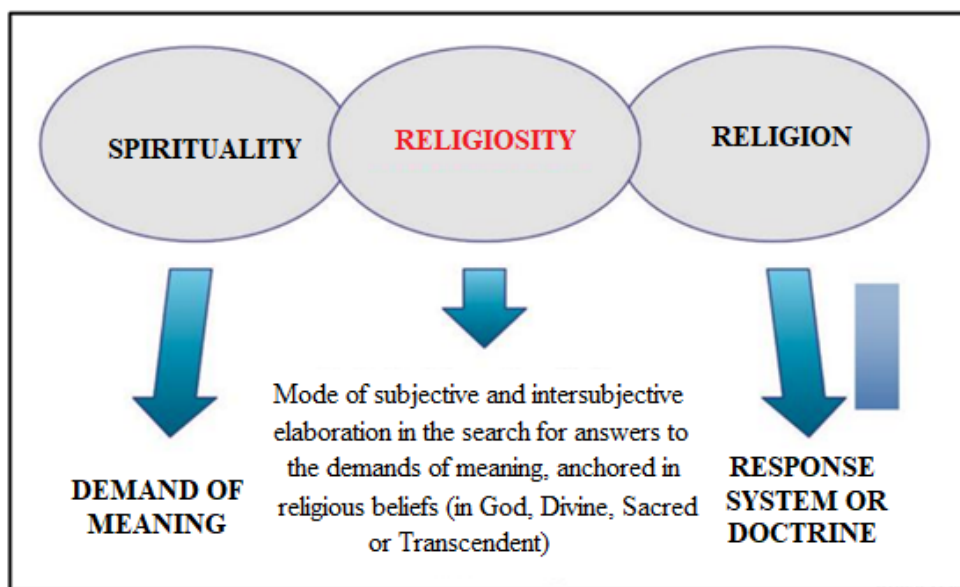 SPIRITUALITY
RELIGIOSITY
RELIGION
DEMAND OF
MEANING
Mode of subjective and intersubjective
elaboration in the search for answers to
the demands of meaning, anchored in
religious beliefs (in God, Divine, Sacred
or Transcendent)
RESPONSE
SYSTEM OR
DOCTRINE